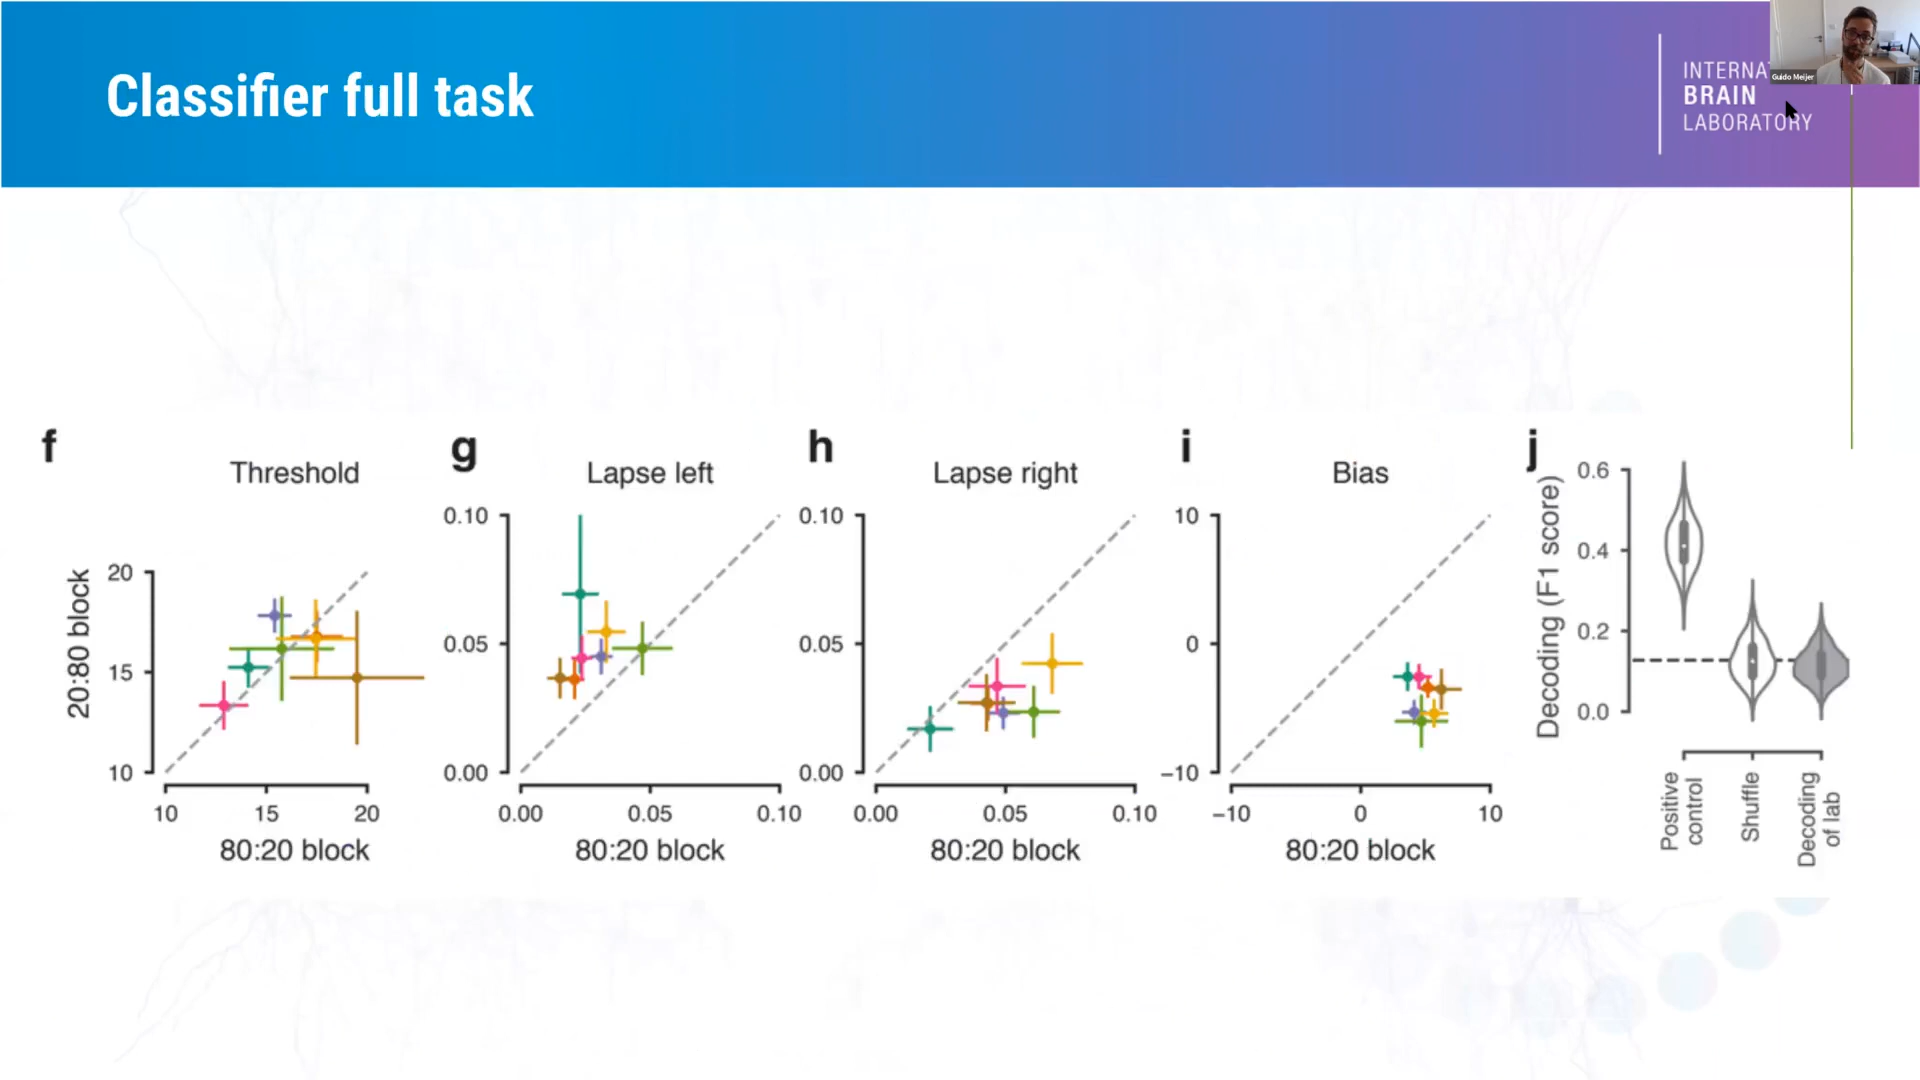 Classifier full task
INTERNA
BRAIN
LABORATORY
Guido Meijer
f
Threshold
20:80 block
20
15
10
10
15
20
80:20 block
g
Lapse left
0.10
0.05
0.00
0.00
0.05
0.10
80:20 block
h
Lapse right
0.10
0.05
0.00
0.00
0.05
0.10
80:20 block
i
Bias
10
0
−10
−10
0
10
80:20 block
j
Decoding (F1 score)
0.6
0.4
0.2
0.0
Positive
control
Shuffle
Decoding
of lab